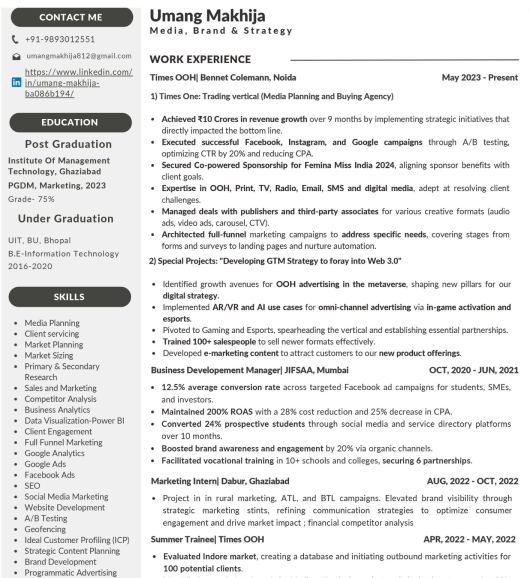 CONTACT ME
+91-9893012551
umangmakhija812@gmail.com
https://www.linkedin.com/
in/umang-makhija-
ba086b194/
EDUCATION
Post Graduation
Institute Of Management
Technology, Ghaziabad
PGDM, Marketing, 2023
Grade- 75%
Under Graduation
UIT, BU, Bhopal
B.E-Information Technology
2016-2020
SKILLS
• Media Planning
• Client servicing
• Market Planning
• Market Sizing
• Primary & Secondary
Research
• Sales and Marketing
• Competitor Analysis
• Business Analytics
• Data Visualization-Power BI
• Client Engagement
• Full Funnel Marketing
• Google Analytics
• Google Ads
• Facebook Ads
• SEO
• Social Media Marketing
• Website Development
• A/B Testing
• Geofencing
• Ideal Customer Profiling (ICP)
• Strategic Content Planning
• Brand Development
• Programmatic Advertising
Umang Makhija
Media, Brand & Strategy
WORK EXPERIENCE
Times OOH| Bennet Colemann, Noida May 2023 - Present
1) Times One: Trading vertical (Media Planning and Buying Agency)
• Achieved ₹10 Crores in revenue growth over 9 months by implementing strategic initiatives that
directly impacted the bottom line.
• Executed successful Facebook, Instagram, and Google campaigns through A/B testing,
optimizing CTR by 20% and reducing CPA.
• Secured Co-powered Sponsorship for Femina Miss India 2024, aligning sponsor benefits with
client goals.
• Expertise in OOH, Print, TV, Radio, Email, SMS and digital media, adept at resolving client
challenges.
• Managed deals with publishers and third-party associates for various creative formats (audio
ads, video ads, carousel, CTV).
• Architected full-funnel marketing campaigns to address specific needs, covering stages from
forms and surveys to landing pages and nurture automation.
2) Special Projects: "Developing GTM Strategy to foray into Web 3.0"
• Identified growth avenues for OOH advertising in the metaverse, shaping new pillars for our
digital strategy.
• Implemented AR/VR and AI use cases for omni-channel advertising via in-game activation and
esports.
• Pivoted to Gaming and Esports, spearheading the vertical and establishing essential partnerships.
• Trained 100+ salespeople to sell newer formats effectively.
• Developed e-marketing content to attract customers to our new product offerings.
Business Developement Manager| JIFSAA, Mumbai OCT, 2020 - JUN, 2021
• 12.5% average conversion rate across targeted Facebook ad campaigns for students, SMEs,
and investors.
• Maintained 200% ROAS with a 28% cost reduction and 25% decrease in CPA.
• Converted 24% prospective students through social media and service directory platforms
over 10 months.
• Boosted brand awareness and engagement by 20% via organic channels.
• Facilitated vocational training in 10+ schools and colleges, securing 6 partnerships.
Marketing Intern| Dabur, Ghaziabad AUG, 2022 - OCT, 2022
• Project in in rural marketing, ATL, and BTL campaigns. Elevated brand visibility through
strategic marketing stints, refining communication strategies to optimize consumer
engagement and drive market impact ; financial competitor analysis
Summer Trainee| Times OOH APR, 2022 - MAY, 2022
• Evaluated Indore market, creating a database and initiating outbound marketing activities for
100 potential clients.